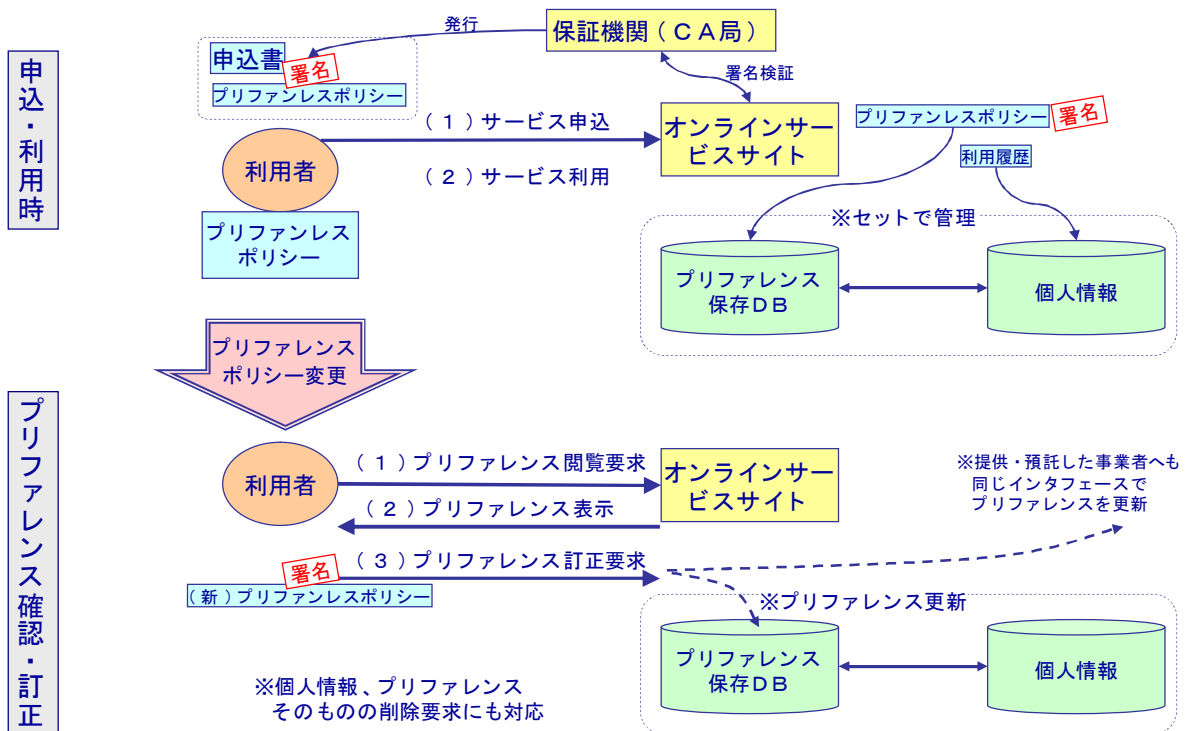 申込・利用時
発行
保証機関(CA局)
申込書
署名
プリファンレスポリシー
署名検証
(1)サービス申込
オンラインサー
ビスサイト
プリファンレスポリシー
署名
利用者
(2)サービス利用
利用履歴
プリファンレス
ポリシー
※セットで管理
プリファレンス
保存DB
個人情報
プリファレンス
ポリシー変更
プリファレンス確認・訂正
利用者
(1)プリファレンス閲覧要求
オンラインサー
ビスサイト
(2)プリファレンス表示
※提供・預託した事業者へも
同じインタフェースで
プリファレンスを更新
(3)プリファレンス訂正要求
署名
(新)プリファンレスポリシー
※プリファレンス更新
プリファレンス
保存DB
個人情報
※個人情報、プリファレンス
そのものの削除要求にも対応